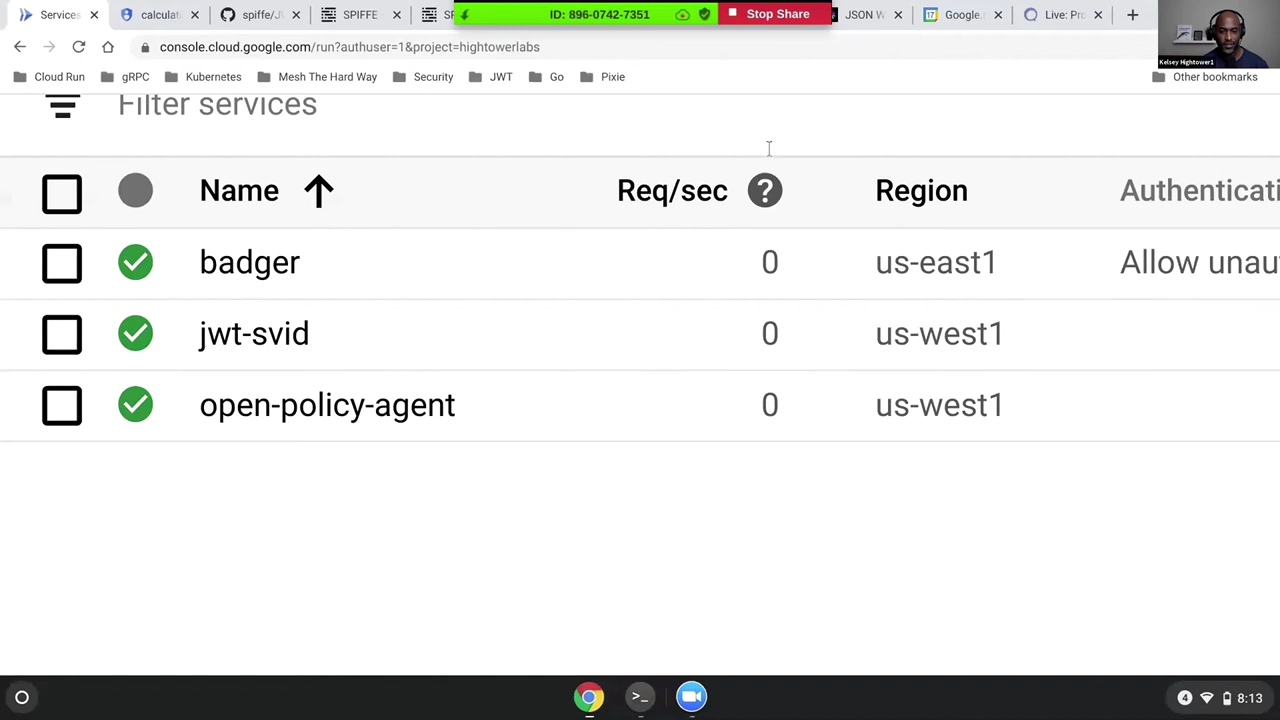 Services
calculat
spiffe/J
SPIFFE
SP
ID: 896-0742-7351
Stop Share
JSON W
17
Google.
Live: Pro
console.cloud.google.com/run?authuser=1&project=hightowerlabs
Kelsey Hightower1
Cloud Run
gRPC
Kubernetes
Mesh The Hard Way
Security
JWT
Go
Pixie
Other bookmarks
Filter services
Name Req/sec ? Region Authenticati
badger 0 us-east1 Allow unau
jwt-svid 0 us-west1
open-policy-agent 0 us-west1
>_
4 8:13